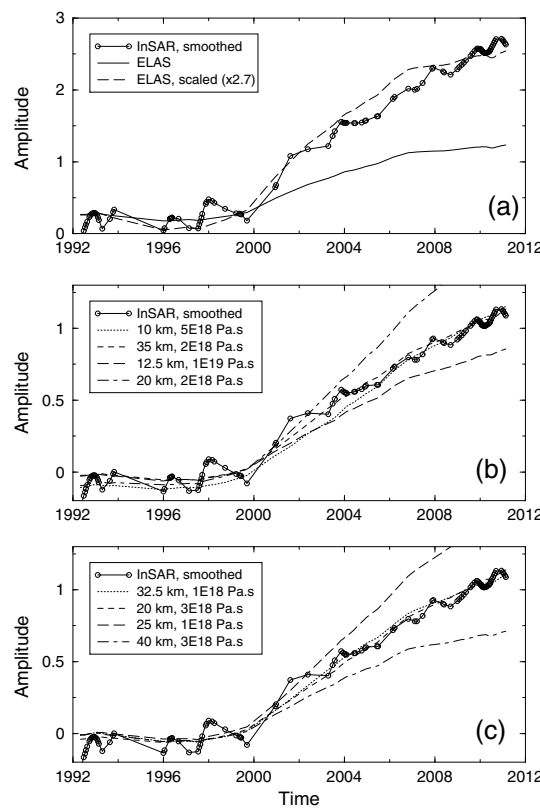 3
2
1
0
Amplitude
InSAR, smoothed
ELAS
ELAS, scaled (x2.7)
(a)
1992 1996 2000 2004 2008 2012
1
0.5
0
Amplitude
InSAR, smoothed
10 km, 5E18 Pa.s
35 km, 2E18 Pa.s
12.5 km, 1E19 Pa.s
20 km, 2E18 Pa.s
(b)
1992 1996 2000 2004 2008 2012
1
0.5
0
Amplitude
InSAR, smoothed
32.5 km, 1E18 Pa.s
20 km, 3E18 Pa.s
25 km, 1E18 Pa.s
40 km, 3E18 Pa.s
(c)
1992 1996 2000 2004 2008 2012
Time